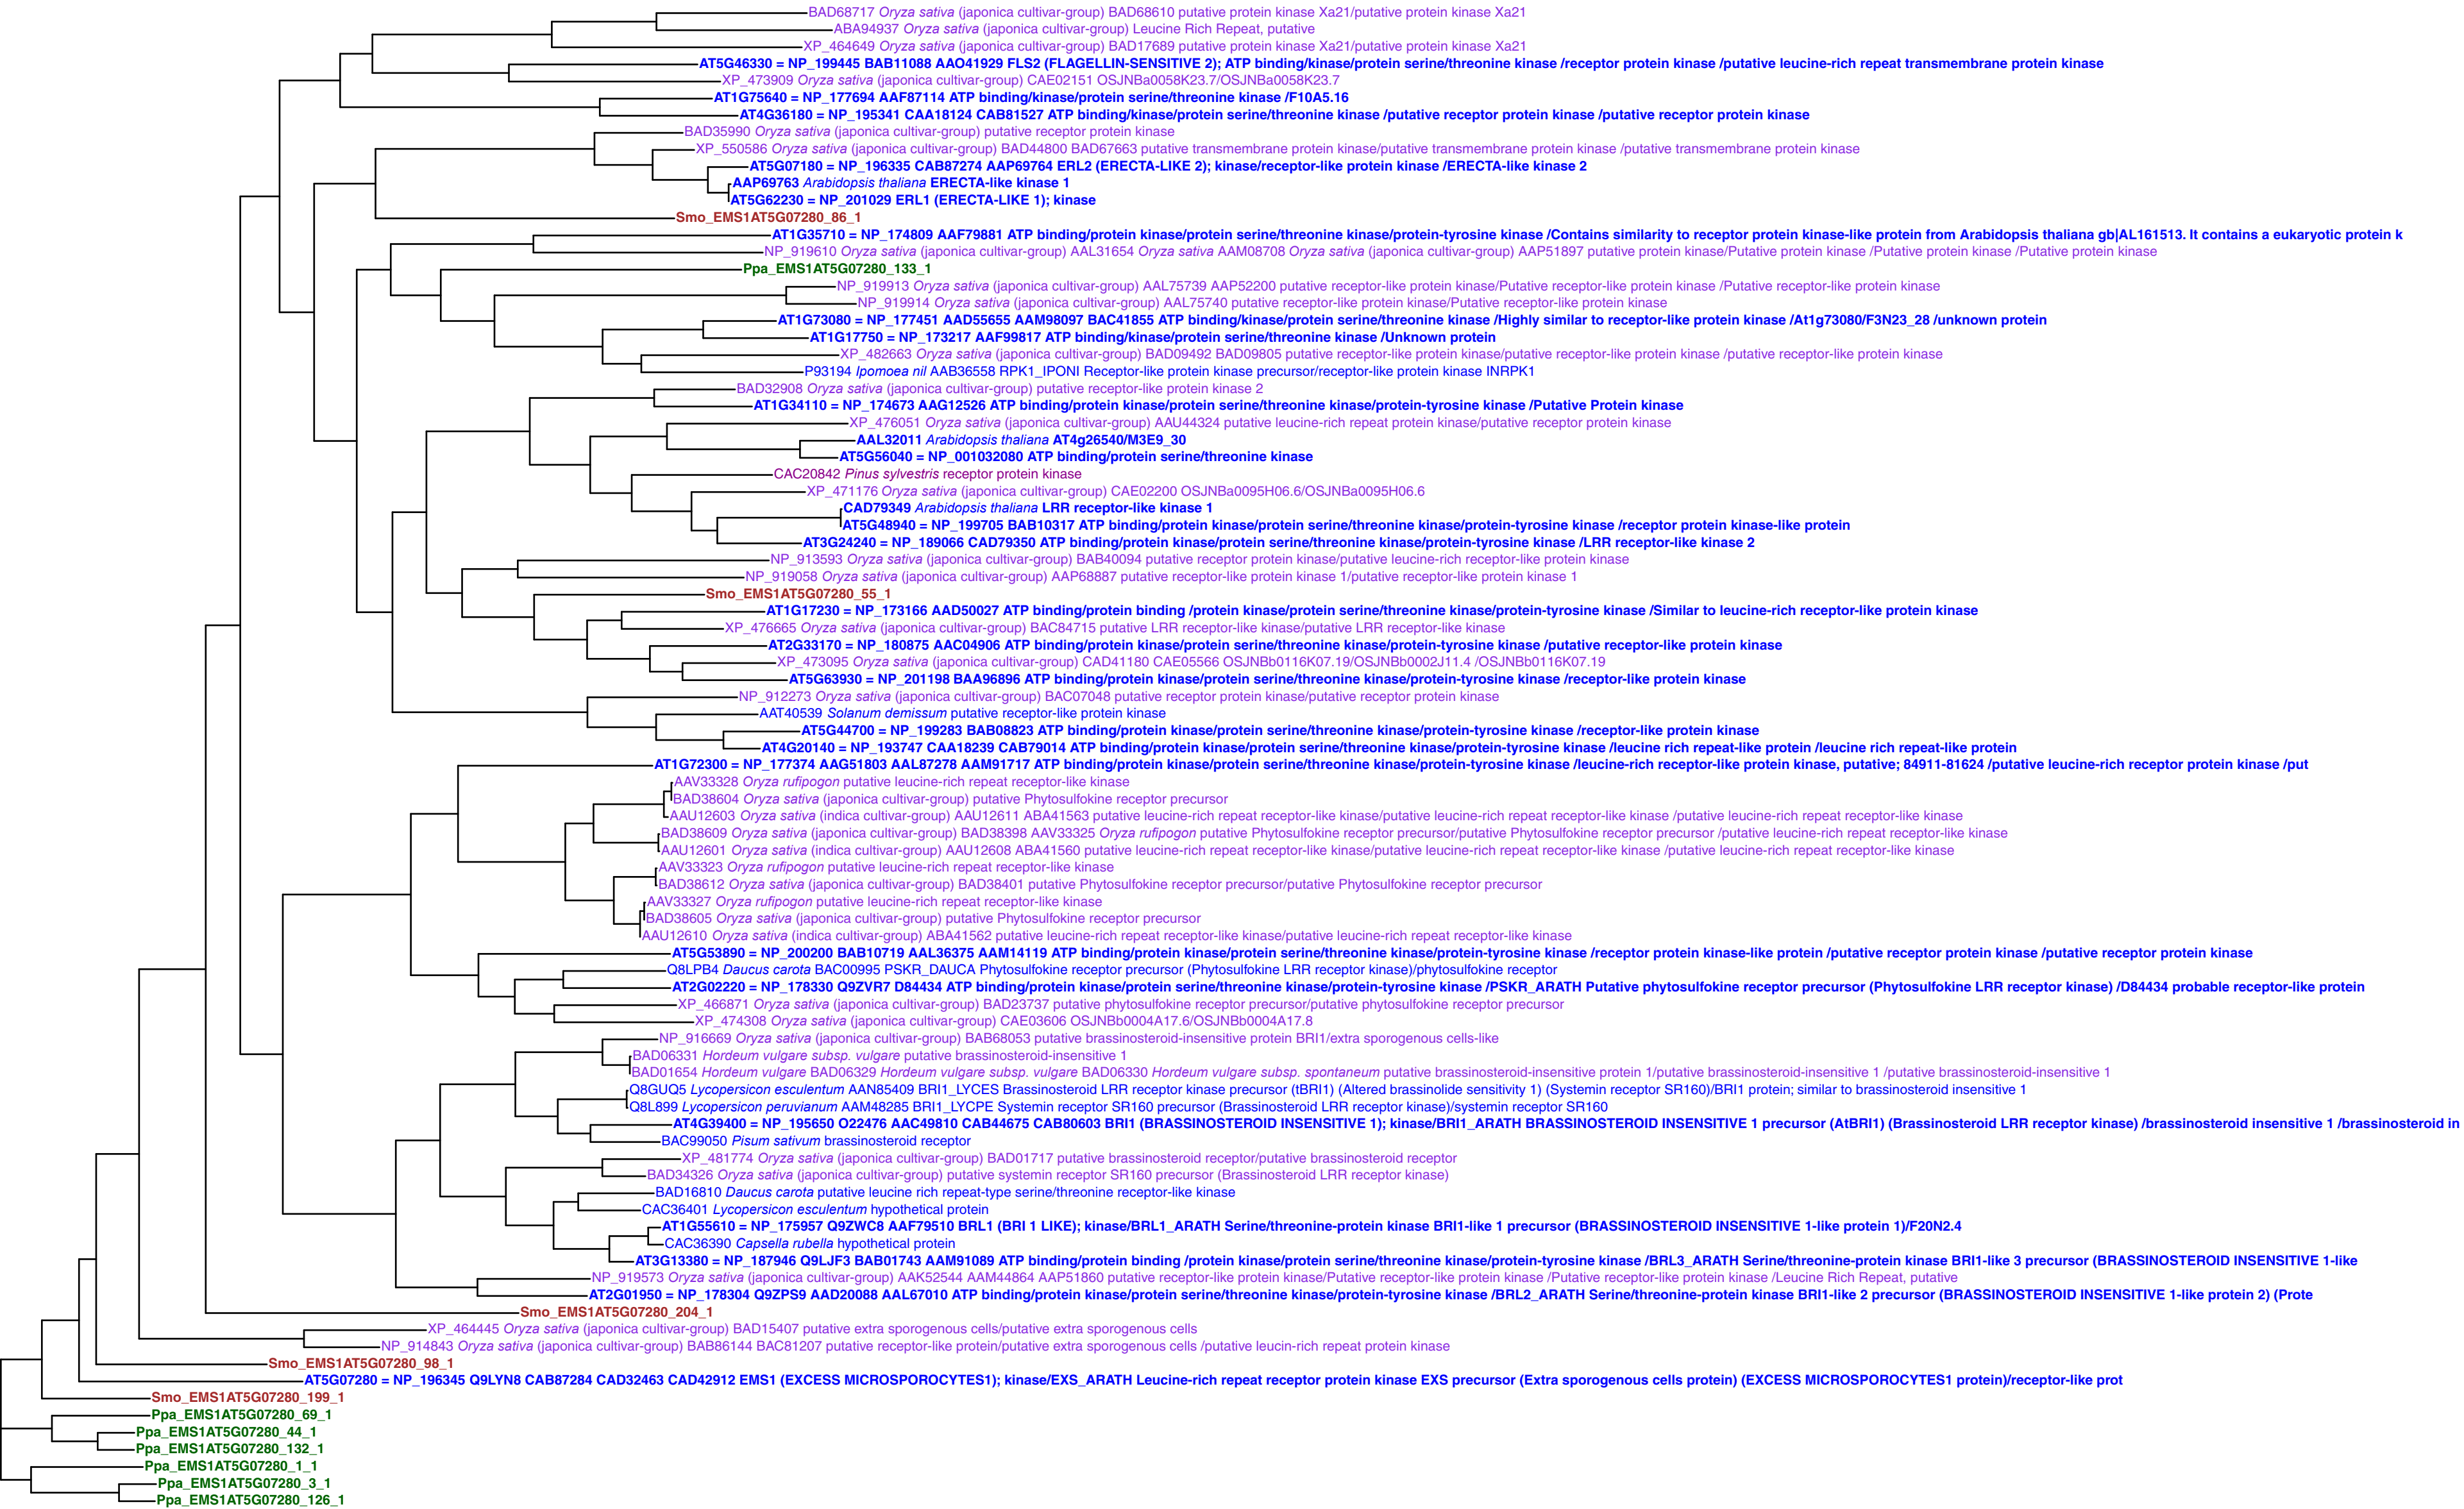 BAD68717 Oryza sativa (japonica cultivar-group) BAD68610 putative protein kinase Xa21/putative protein kinase Xa21
ABA94937 Oryza sativa (japonica cultivar-group) Leucine Rich Repeat, putative
XP_464649 Oryza sativa (japonica cultivar-group) BAD17689 putative protein kinase Xa21/putative protein kinase Xa21
AT5G46330 = NP_199445 BAB11088 AAO41929 FLS2 (FLAGELLIN-SENSITIVE 2); ATP binding/kinase/protein serine/threonine kinase /receptor protein kinase /putative leucine-rich repeat transmembrane protein kinase
XP_473909 Oryza sativa (japonica cultivar-group) CAE02151 OSJNBa0058K23.7/OSJNBa0058K23.7
AT1G75640 = NP_177694 AAF87114 ATP binding/kinase/protein serine/threonine kinase /F10A5.16
AT4G36180 = NP_195341 CAA18124 CAB81527 ATP binding/kinase/protein serine/threonine kinase /putative receptor protein kinase /putative receptor protein kinase
BAD35990 Oryza sativa (japonica cultivar-group) putative receptor protein kinase
XP_550586 Oryza sativa (japonica cultivar-group) BAD44800 BAD67663 putative transmembrane protein kinase/putative transmembrane protein kinase /putative transmembrane protein kinase
AT5G07180 = NP_196335 CAB87274 AAP69764 ERL2 (ERECTA-LIKE 2); kinase/receptor-like protein kinase /ERECTA-like kinase 2
AAP69763 Arabidopsis thaliana ERECTA-like kinase 1
AT5G62230 = NP_201029 ERL1 (ERECTA-LIKE 1); kinase
Smo_EMS1AT5G07280_86_1
AT1G35710 = NP_174809 AAF79881 ATP binding/protein kinase/protein serine/threonine kinase/protein-tyrosine kinase /Contains similarity to receptor protein kinase-like protein from Arabidopsis thaliana gb|AL161513. It contains a eukaryotic protein k
NP_919610 Oryza sativa (japonica cultivar-group) AAL31654 Oryza sativa AAM08708 Oryza sativa (japonica cultivar-group) AAP51897 putative protein kinase/Putative protein kinase /Putative protein kinase /Putative protein kinase
Ppa_EMS1AT5G07280_133_1
NP_919913 Oryza sativa (japonica cultivar-group) AAL75739 AAP52200 putative receptor-like protein kinase/Putative receptor-like protein kinase /Putative receptor-like protein kinase
NP_919914 Oryza sativa (japonica cultivar-group) AAL75740 putative receptor-like protein kinase/Putative receptor-like protein kinase
AT1G73080 = NP_177451 AAD55655 AAM98097 BAC41855 ATP binding/kinase/protein serine/threonine kinase /Highly similar to receptor-like protein kinase /At1g73080/F3N23_28 /unknown protein
AT1G17750 = NP_173217 AAF99817 ATP binding/kinase/protein serine/threonine kinase /Unknown protein
XP_482663 Oryza sativa (japonica cultivar-group) BAD09492 BAD09805 putative receptor-like protein kinase/putative receptor-like protein kinase /putative receptor-like protein kinase
P93194 Ipomoea nil AAB36558 RPK1_IPONI Receptor-like protein kinase precursor/receptor-like protein kinase INRPK1
BAD32908 Oryza sativa (japonica cultivar-group) putative receptor-like protein kinase 2
AT1G34110 = NP_174673 AAG12526 ATP binding/protein kinase/protein serine/threonine kinase/protein-tyrosine kinase /Putative Protein kinase
XP_476051 Oryza sativa (japonica cultivar-group) AAU44324 putative leucine-rich repeat protein kinase/putative receptor protein kinase
AAL32011 Arabidopsis thaliana AT4g26540/M3E9_30
AT5G56040 = NP_001032080 ATP binding/protein serine/threonine kinase
CAC20842 Pinus sylvestris receptor protein kinase
XP_471176 Oryza sativa (japonica cultivar-group) CAE02200 OSJNBa0095H06.6/OSJNBa0095H06.6
CAD79349 Arabidopsis thaliana LRR receptor-like kinase 1
AT5G48940 = NP_199705 BAB10317 ATP binding/protein kinase/protein serine/threonine kinase/protein-tyrosine kinase /receptor protein kinase-like protein
AT3G24240 = NP_189066 CAD79350 ATP binding/protein kinase/protein serine/threonine kinase/protein-tyrosine kinase /LRR receptor-like kinase 2
NP_913593 Oryza sativa (japonica cultivar-group) BAB40094 putative receptor protein kinase/putative leucine-rich receptor-like protein kinase
NP_919058 Oryza sativa (japonica cultivar-group) AAP68887 putative receptor-like protein kinase 1/putative receptor-like protein kinase 1
Smo_EMS1AT5G07280_55_1
AT1G17230 = NP_173166 AAD50027 ATP binding/protein binding /protein kinase/protein serine/threonine kinase/protein-tyrosine kinase /Similar to leucine-rich receptor-like protein kinase
XP_476665 Oryza sativa (japonica cultivar-group) BAC84715 putative LRR receptor-like kinase/putative LRR receptor-like kinase
AT2G33170 = NP_180875 AAC04906 ATP binding/kinase/protein serine/threonine kinase/protein-tyrosine kinase /putative receptor-like protein kinase
XP_473095 Oryza sativa (japonica cultivar-group) CAD41180 CAE05566 OSJNBb0116K07.19/OSJNBb0002J11.4 /OSJNBb0116K07.19
AT5G63930 = NP_201198 BAA96896 ATP binding/protein kinase/protein serine/threonine kinase/protein-tyrosine kinase /receptor-like protein kinase
NP_912273 Oryza sativa (japonica cultivar-group) BAC07048 putative receptor protein kinase/putative receptor protein kinase
AAT40539 Solanum demissum putative receptor-like protein kinase
AT5G44700 = NP_199283 BAB08823 ATP binding/protein kinase/protein serine/threonine kinase/protein-tyrosine kinase /receptor-like protein kinase
AT4G20140 = NP_193747 CAA18239 CAB79014 ATP binding/protein kinase/protein serine/threonine kinase/protein-tyrosine kinase /leucine rich repeat-like protein /leucine rich repeat-like protein
AT1G72300 = NP_177374 AAG51803 AAL87278 AAM91717 ATP binding/protein kinase/protein serine/threonine kinase/protein-tyrosine kinase /leucine-rich receptor-like protein kinase, putative; 84911-81624 /putative leucine-rich receptor protein kinase /put
AAV33328 Oryza rufipogon putative leucine-rich repeat receptor-like kinase
BAD38604 Oryza sativa (japonica cultivar-group) putative Phytosulfokine receptor precursor
AAU12603 Oryza sativa (indica cultivar-group) AAU12611 ABA41563 putative leucine-rich repeat receptor-like kinase/putative leucine-rich repeat receptor-like kinase /putative leucine-rich repeat receptor-like kinase
BAD38609 Oryza sativa (japonica cultivar-group) BAD38398 AAV33325 Oryza rufipogon putative Phytosulfokine receptor precursor/putative Phytosulfokine receptor precursor /putative leucine-rich repeat receptor-like kinase
AAU12601 Oryza sativa (indica cultivar-group) AAU12608 ABA41560 putative leucine-rich repeat receptor-like kinase/putative leucine-rich repeat receptor-like kinase /putative leucine-rich repeat receptor-like kinase
AAV33323 Oryza rufipogon putative leucine-rich repeat receptor-like kinase
BAD38612 Oryza sativa (japonica cultivar-group) BAD38401 putative Phytosulfokine receptor precursor/putative Phytosulfokine receptor precursor
AAV33327 Oryza rufipogon putative leucine-rich repeat receptor-like kinase
BAD38605 Oryza sativa (japonica cultivar-group) putative Phytosulfokine receptor precursor
AAU12610 Oryza sativa (indica cultivar-group) ABA41562 putative leucine-rich repeat receptor-like kinase/putative leucine-rich repeat receptor-like kinase
AT5G53890 = NP_200200 BAB10719 AAL36375 AAM14119 ATP binding/protein kinase/protein serine/threonine kinase/protein-tyrosine kinase /receptor protein kinase-like protein /putative receptor protein kinase /putative receptor protein kinase
Q8LPB4 Daucus carota BAC00995 PSKR_DAUCA Phytosulfokine receptor precursor (Phytosulfokine LRR receptor kinase)/phytosulfokine receptor
AT2G02220 = NP_178330 Q9ZVR7 D84434 ATP binding/protein kinase/protein serine/threonine kinase/protein-tyrosine kinase /PSKR_ARATH Putative phytosulfokine receptor precursor (Phytosulfokine LRR receptor kinase) /D84434 probable receptor-like protein
XP_466871 Oryza sativa (japonica cultivar-group) BAD23737 putative phytosulfokine receptor precursor/putative phytosulfokine receptor precursor
XP_474308 Oryza sativa (japonica cultivar-group) CAE03606 OSJNBb0004A17.6/OSJNBb0004A17.8
NP_916669 Oryza sativa (japonica cultivar-group) BAB68053 putative brassinosteroid-insensitive protein BRI1/extra sporogenous cells-like
BAD06331 Hordeum vulgare subsp. vulgare putative brassinosteroid-insensitive 1
BAD01654 Hordeum vulgare BAD06329 Hordeum vulgare subsp. vulgare BAD06330 Hordeum vulgare subsp. spontaneum putative brassinosteroid-insensitive protein 1/putative brassinosteroid-insensitive 1 /putative brassinosteroid-insensitive 1
Q8GUQ5 Lycopersicon esculentum AAN85409 BRI1_LYCES Brassinosteroid LRR receptor kinase precursor (tBRI1) (Altered brassinolide sensitivity 1) (Systemin receptor SR160)/BRI1 protein; similar to brassinosteroid insensitive 1
Q8L899 Lycopersicon peruvianum AAM48285 BRI1_LYCPE Systemin receptor SR160 precursor (Brassinosteroid LRR receptor kinase)/systemin receptor SR160
AT4G39400 = NP_195650 O22476 AAC49810 CAB44675 CAB80603 BRI1 (BRASSINOSTEROID INSENSITIVE 1); kinase/BRI1_ARATH BRASSINOSTEROID INSENSITIVE 1 precursor (AtBRI1) (Brassinosteroid LRR receptor kinase) /brassinosteroid insensitive 1 /brassinosteroid in
BAC99050 Pisum sativum brassinosteroid receptor
XP_481774 Oryza sativa (japonica cultivar-group) BAD01717 putative brassinosteroid receptor/putative brassinosteroid receptor
BAD34326 Oryza sativa (japonica cultivar-group) putative systemin receptor SR160 precursor (Brassinosteroid LRR receptor kinase)
BAD16810 Daucus carota putative leucine rich repeat-type serine/threonine receptor-like kinase
CAC36401 Lycopersicon esculentum hypothetical protein
AT1G55610 = NP_175957 Q9ZWC8 AAF79510 BRL1 (BRI 1 LIKE); kinase/BRL1_ARATH Serine/threonine-protein kinase BRI1-like 1 precursor (BRASSINOSTEROID INSENSITIVE 1-like protein 1)/F20N2.4
CAC36390 Capsella rubella hypothetical protein
AT3G13380 = NP_187946 Q9LJF3 BAB01743 AAM91089 ATP binding/protein binding /protein kinase/protein serine/threonine kinase/protein-tyrosine kinase /BRL3_ARATH Serine/threonine-protein kinase BRI1-like 3 precursor (BRASSINOSTEROID INSENSITIVE 1-like
NP_919573 Oryza sativa (japonica cultivar-group) AAK52544 AAM44864 AAP51860 putative receptor-like protein kinase/Putative receptor-like protein kinase /Putative receptor-like protein kinase /Leucine Rich Repeat, putative
AT2G01950 = NP_178304 Q9ZPS9 AAD20088 AAL67010 ATP binding/protein kinase/protein serine/threonine kinase/protein-tyrosine kinase /BRL2_ARATH Serine/threonine-protein kinase BRI1-like 2 precursor (BRASSINOSTEROID INSENSITIVE 1-like protein 2) (Prote
Smo_EMS1AT5G07280_204_1
XP_464445 Oryza sativa (japonica cultivar-group) BAD15407 putative extra sporogenous cells/putative extra sporogenous cells
NP_914843 Oryza sativa (japonica cultivar-group) BAB86144 BAC81207 putative receptor-like protein/putative extra sporogenous cells /putative leucin-rich repeat protein kinase
Smo_EMS1AT5G07280_98_1
AT5G07280 = NP_196345 Q9LYN8 CAB87284 CAD32463 CAD42912 EMS1 (EXCESS MICROSPOROCYTES1); kinase/EXS_ARATH Leucine-rich repeat receptor protein kinase EXS precursor (Extra sporogenous cells protein) (EXCESS MICROSPOROCYTES1 protein)/receptor-like prot
Smo_EMS1AT5G07280_199_1
Ppa_EMS1AT5G07280_69_1
Ppa_EMS1AT5G07280_44_1
Ppa_EMS1AT5G07280_132_1
Ppa_EMS1AT5G07280_1_1
Ppa_EMS1AT5G07280_3_1
Ppa_EMS1AT5G07280_126_1